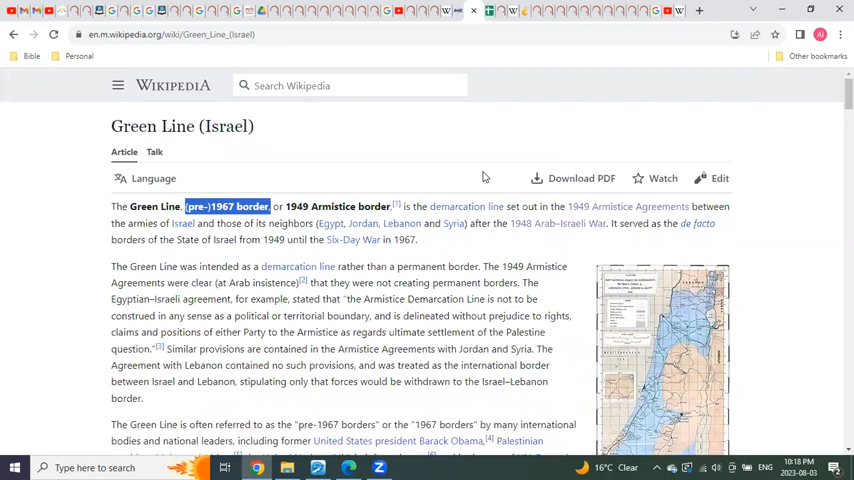 en.m.wikipedia.org/wiki/Green_Line_(Israel)
Bible Personal Other bookmarks
WIKIPEDIA Search Wikipedia
Green Line (Israel)
Article Talk
Language Download PDF Watch Edit
The Green Line, (pre-)1967 border, or 1949 Armistice border,[1] is the demarcation line set out in the 1949 Armistice Agreements between
the armies of Israel and those of its neighbors (Egypt, Jordan, Lebanon and Syria) after the 1948 Arab–Israeli War. It served as the de facto
borders of the State of Israel from 1949 until the Six-Day War in 1967.
The Green Line was intended as a demarcation line rather than a permanent border. The 1949 Armistice
Agreements were clear (at Arab insistence)[2] that they were not creating permanent borders. The
Egyptian–Israeli agreement, for example, stated that "the Armistice Demarcation Line is not to be
construed in any sense as a political or territorial boundary, and is delineated without prejudice to rights,
claims and positions of either Party to the Armistice as regards ultimate settlement of the Palestine
question."[3] Similar provisions are contained in the Armistice Agreements with Jordan and Syria. The
Agreement with Lebanon contained no such provisions, and was treated as the international border
between Israel and Lebanon, stipulating only that forces would be withdrawn to the Israel–Lebanon
border.
The Green Line is often referred to as the "pre-1967 borders" or the "1967 borders" by many international
bodies and national leaders, including former United States president Barack Obama,[4] Palestinian
Type here to search
16°C Clear
ENG
10:18 PM
2023-08-03